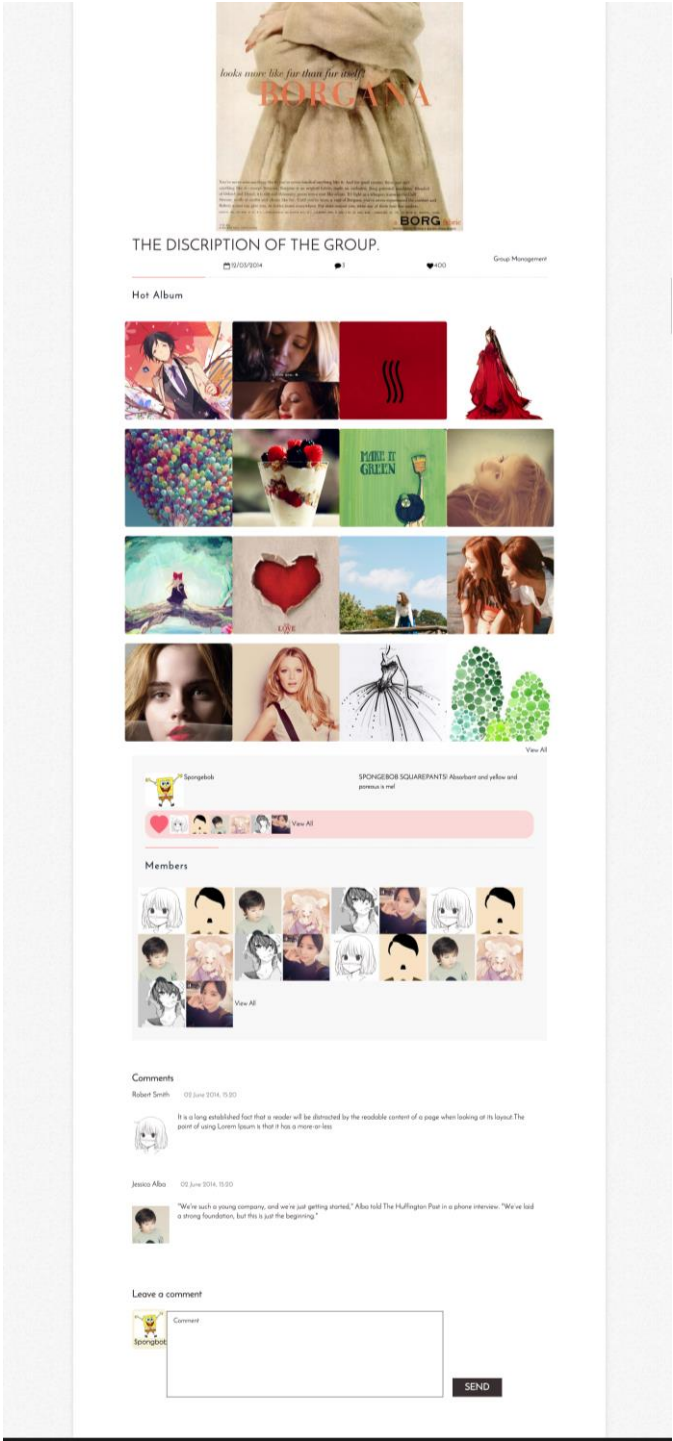 looks more like fur than fur itself!
BORGANA
BORG
THE DISCRIPTION OF THE GROUP.
Group Management
12/03/2014
3
400
Hot Album
MAKE IT
GREEN
LOVE
View All
Spongebob
SPONGEBOB SQUAREPANTS! Absorbant and yellow and
poreous is me!
View All
Members
View All
Comments
Robert Smith 02 June 2014, 15:20
It is a long established fact that a reader will be distracted by the readable content of a page when looking at its layout.The
point of using Lorem Ipsum is that it has a more-or-less
Jessica Alba 02 June 2014, 15:20
"We're such a young company, and we're just getting started," Alba told The Huffington Post in a phone interview. "We've laid
a strong foundation, but this is just the beginning."
Leave a comment
Spongbob
Comment
SEND